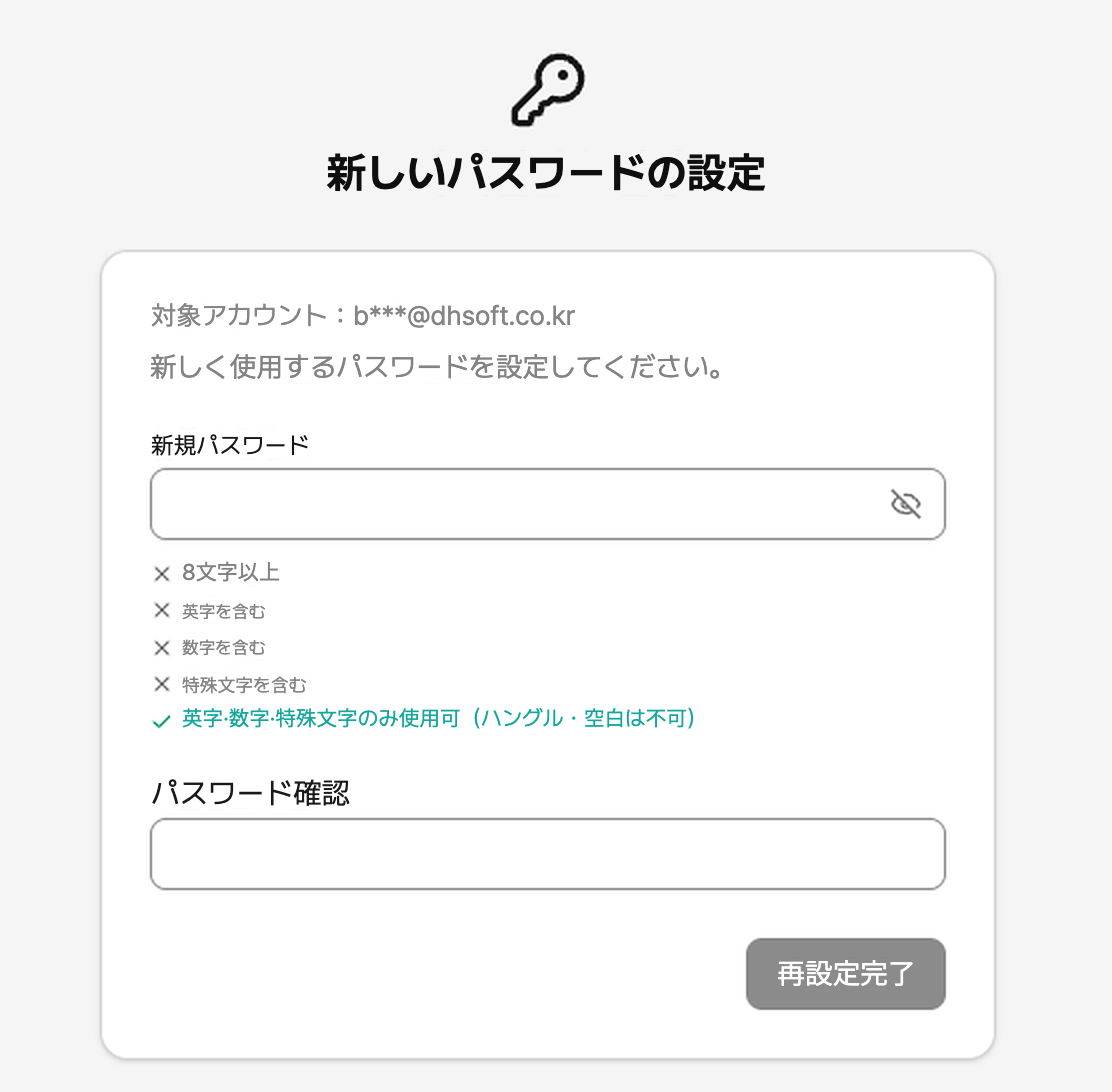 新しいパスワードの設定
対象アカウント：b***@dhsoft.co.kr
新しく使用するパスワードを設定してください。
新規パスワード
8文字以上
英字を含む
数字を含む
特殊文字を含む
英字·数字·特殊文字のみ使用可（ハングル・空白は不可）
パスワード確認
再設定完了